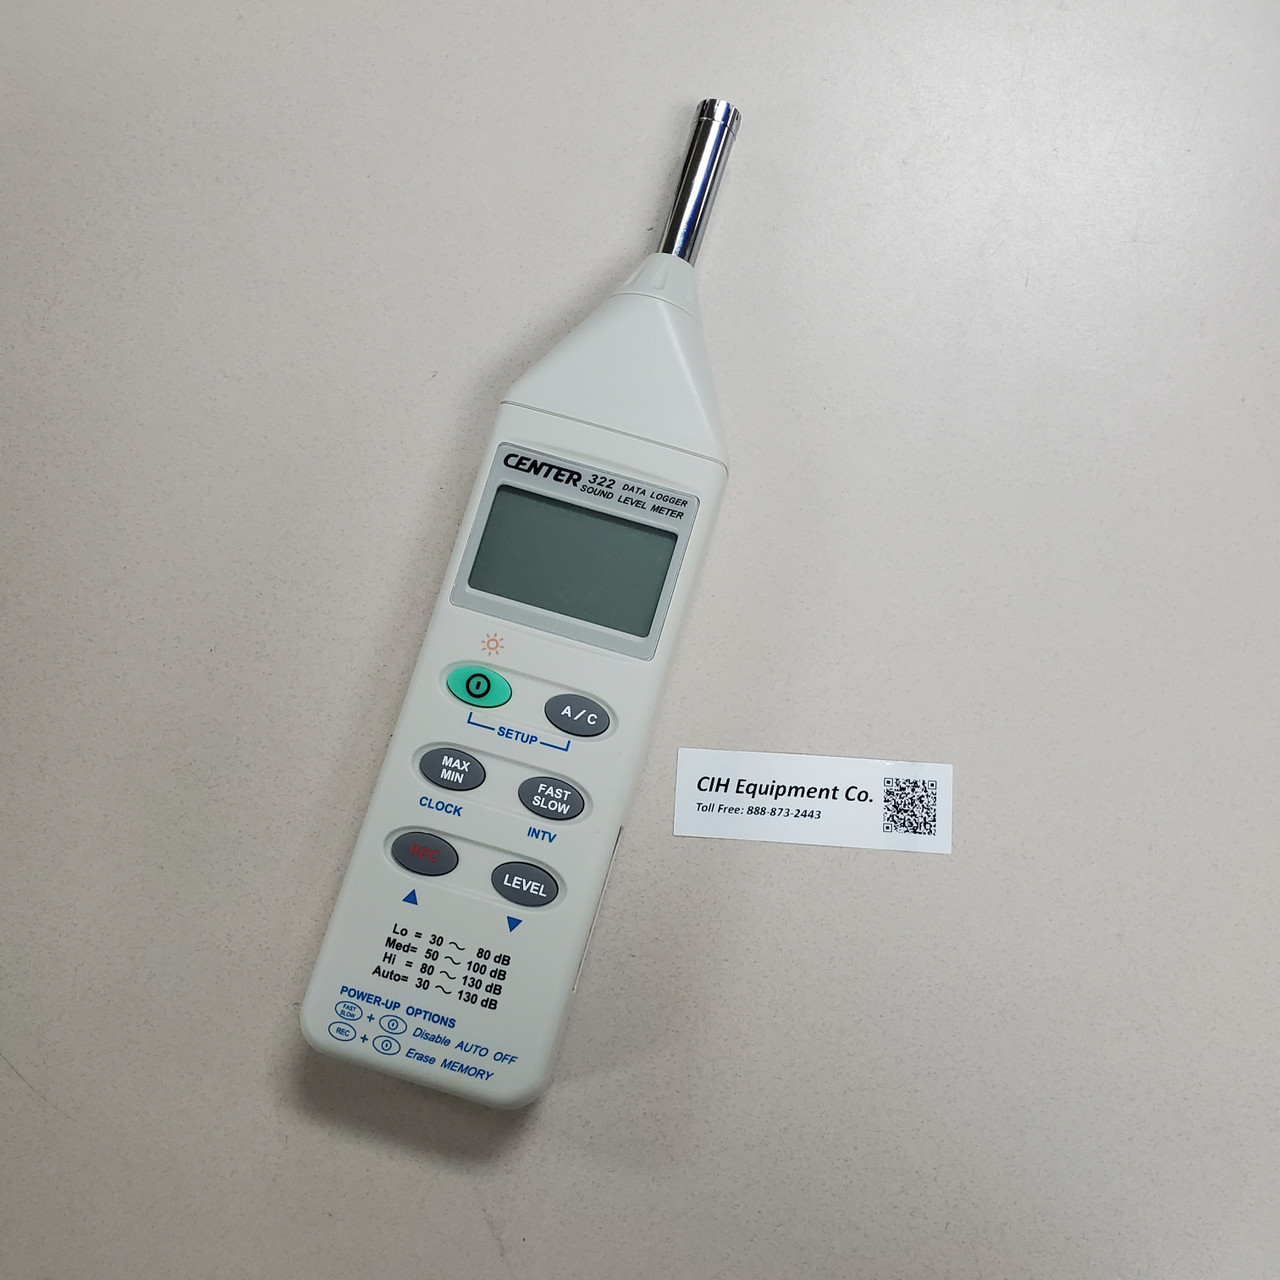 CENTER 322 DATA LOGGER
SOUND LEVEL METER
A/C
SETUP
MAX
MIN
FAST
SLOW
CLOCK
INTV
REC
LEVEL
Lo = 30 ～ 80 dB
Med= 50 ～ 100 dB
Hi = 80 ～ 130 dB
Auto= 30 ～ 130 dB
POWER-UP OPTIONS
FAST
SLOW
+ Disable AUTO OFF
REC + Erase MEMORY
CIH Equipment Co.
Toll Free: 888-873-2443